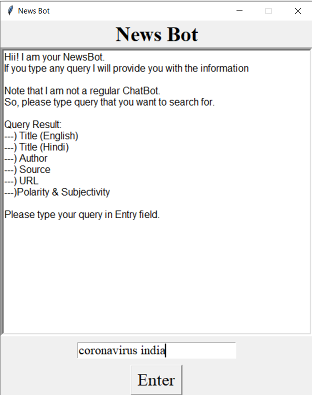 News Bot
News Bot
Hii! I am your NewsBot.
If you type any query I will provide you with the information
Note that I am not a regular ChatBot.
So, please type query that you want to search for.
Query Result:
---) Title (English)
---) Title (Hindi)
---) Author
---) Source
---) URL
---)Polarity & Subjectivity
Please type your query in Entry field.
coronavirus india
Enter